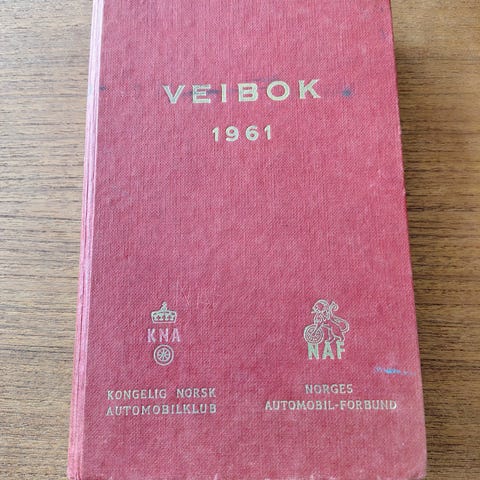 VEIBOK
1961
KNA
KONGELIG NORSK
AUTOMOBILKLUB
NAF
NORGES
AUTOMOBIL-FORBUND